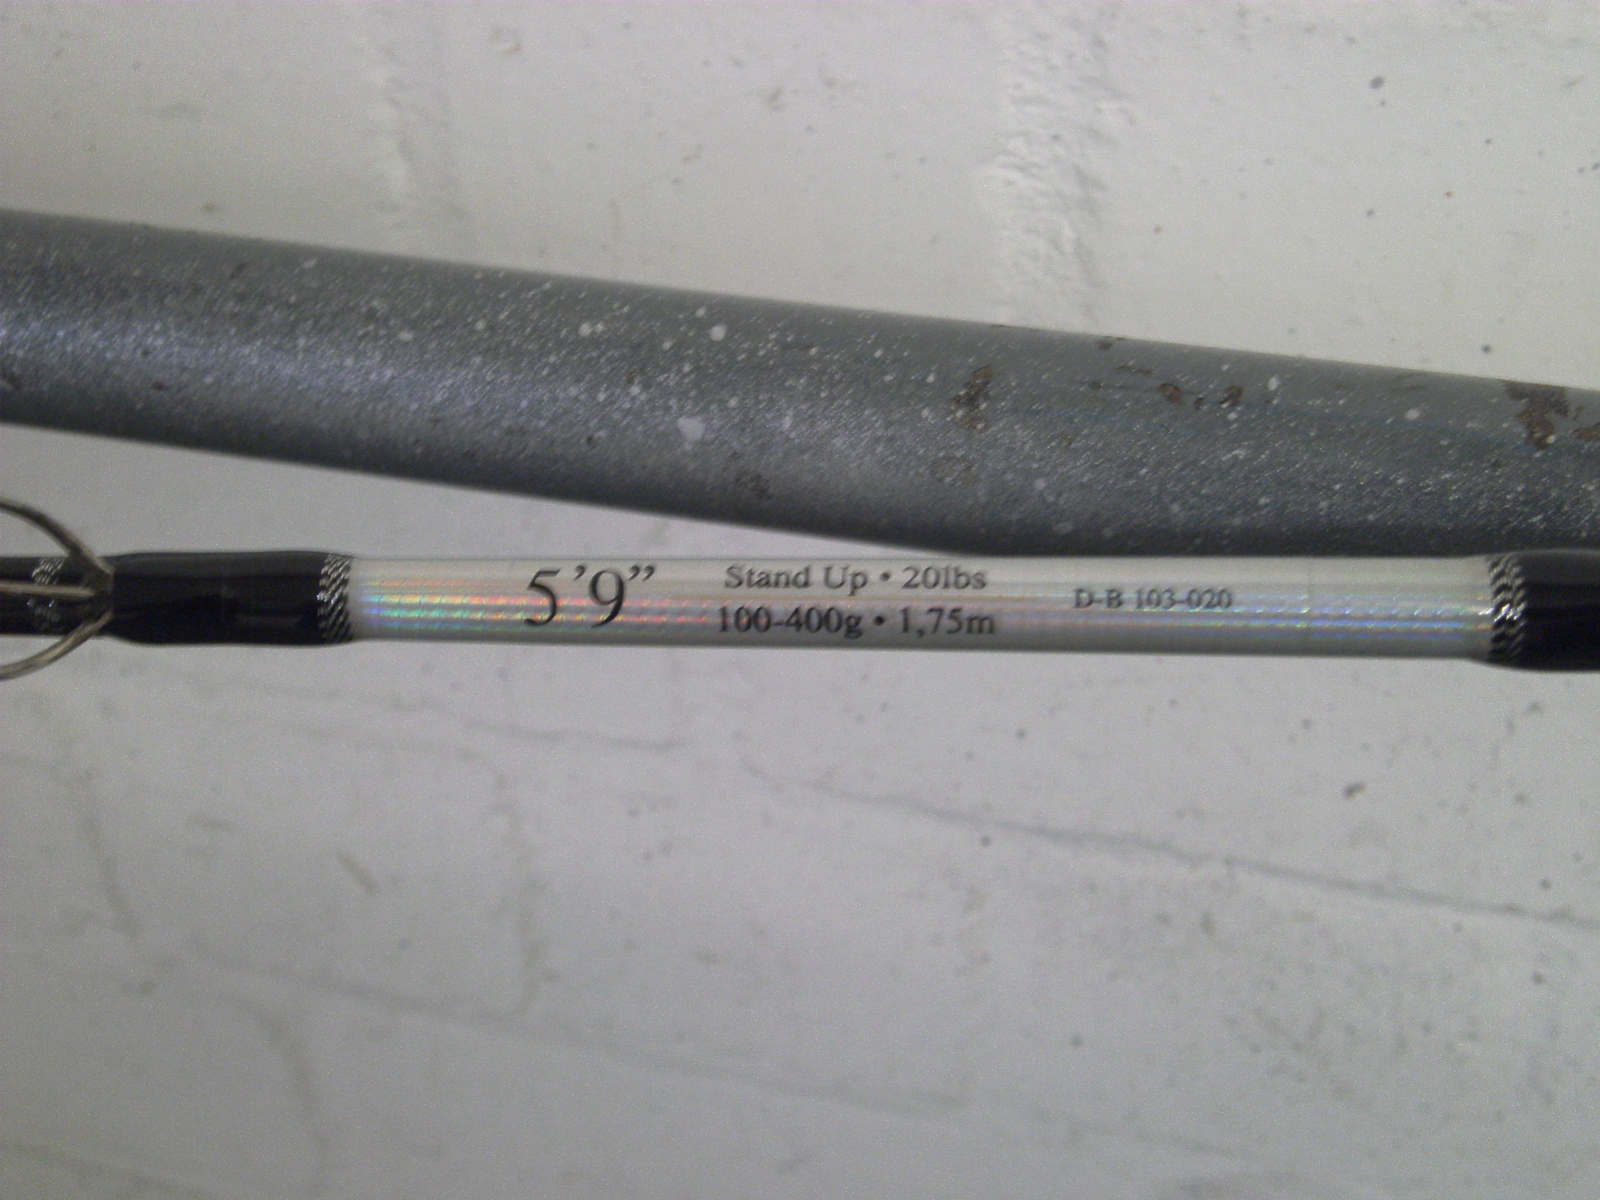 5’9”
Stand Up • 20lbs
100-400g • 1,75m
D-B 103-020